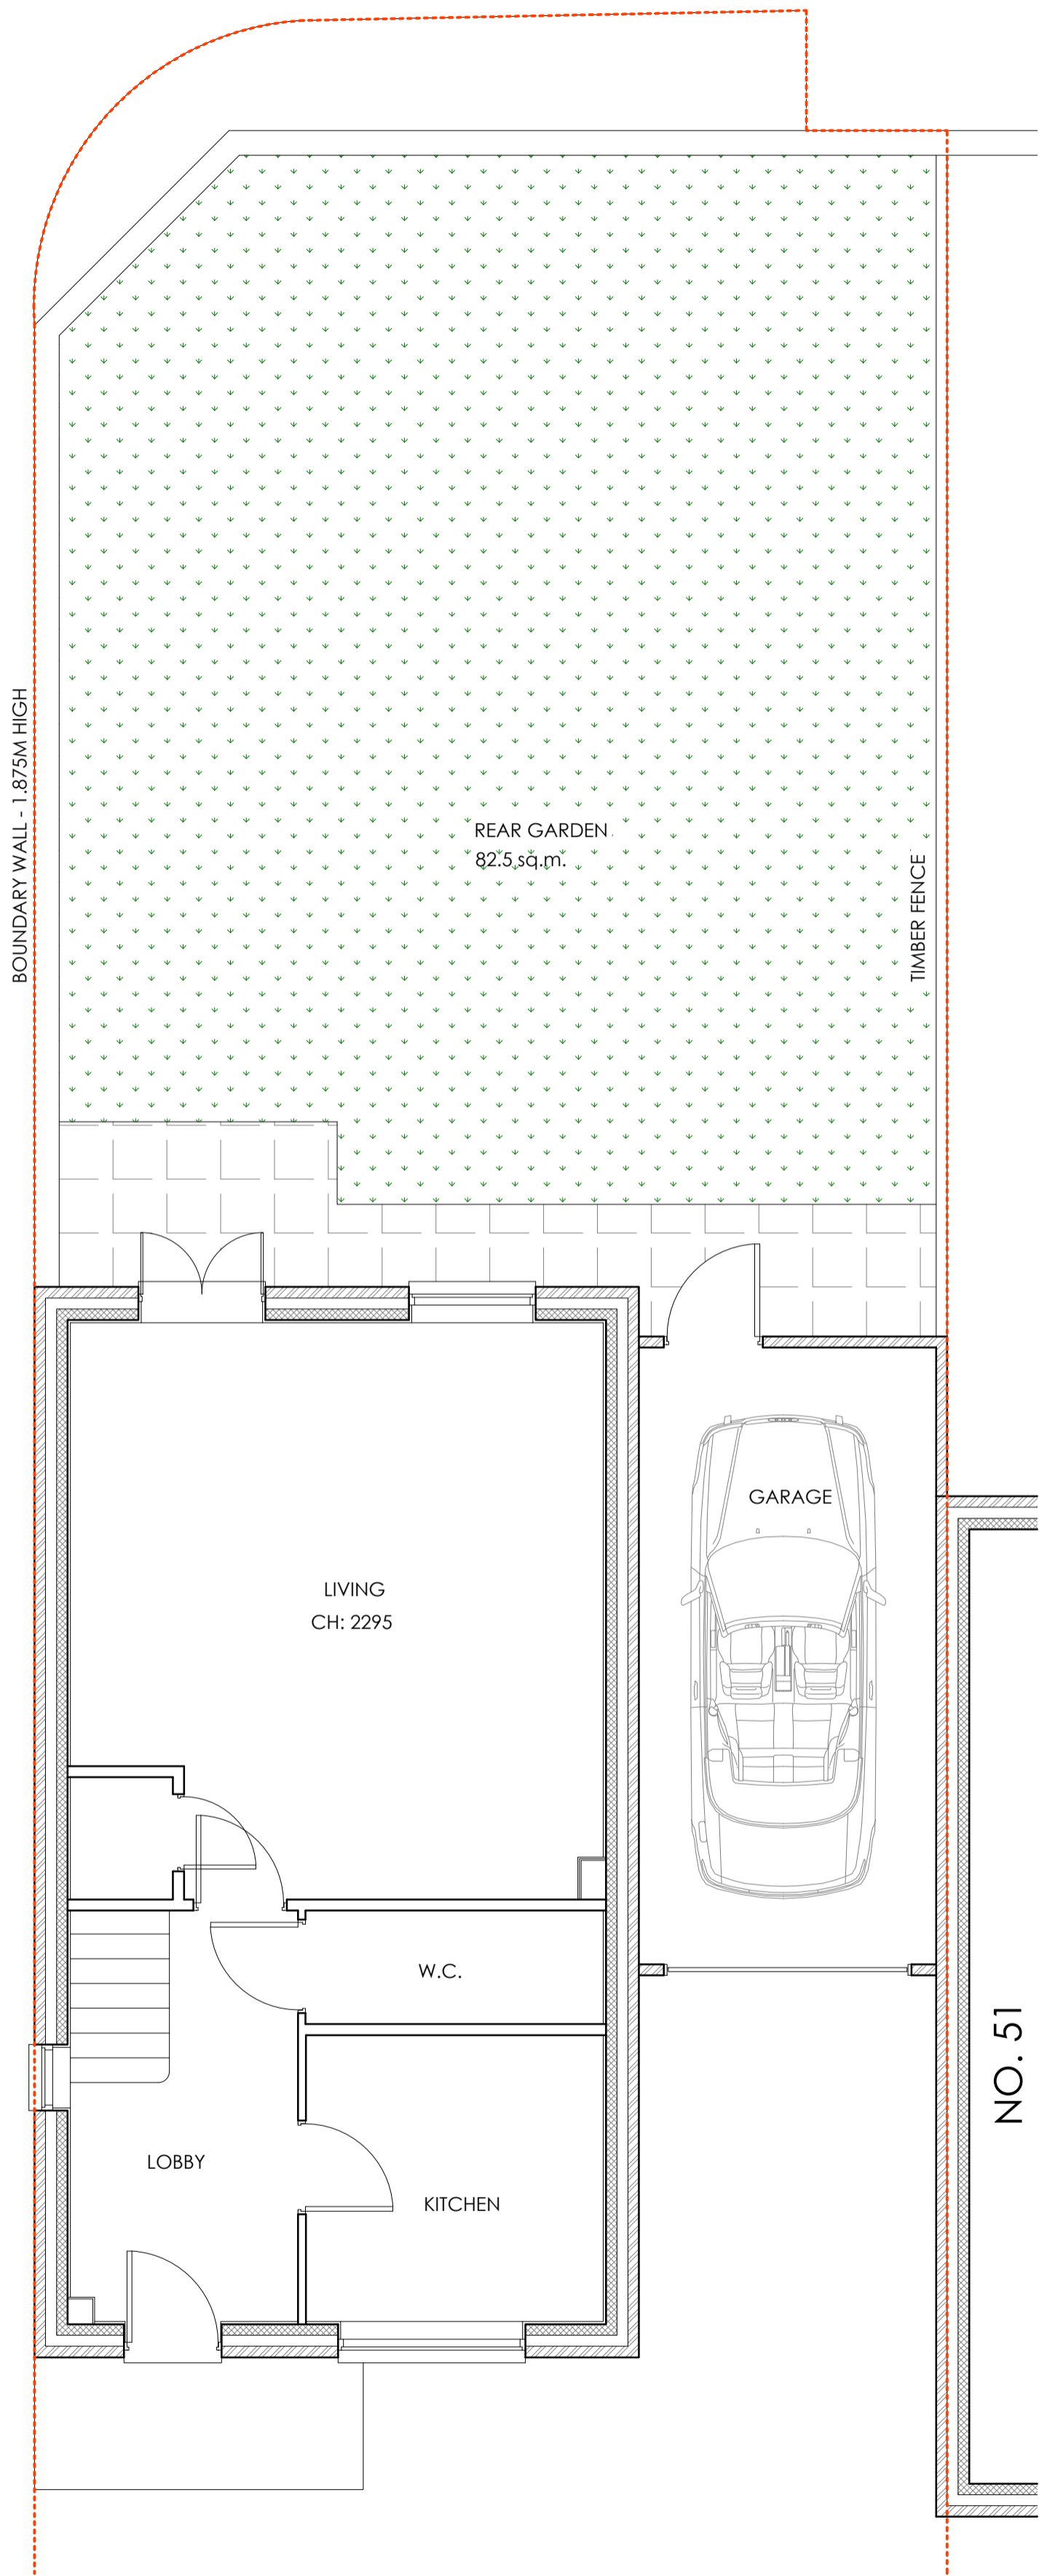 BOUNDARY WALL - 1.875M HIGH
REAR GARDEN
82.5 sq.m.
TIMBER FENCE
GARAGE
LIVING
CH: 2295
W.C.
NO. 51
LOBBY
KITCHEN